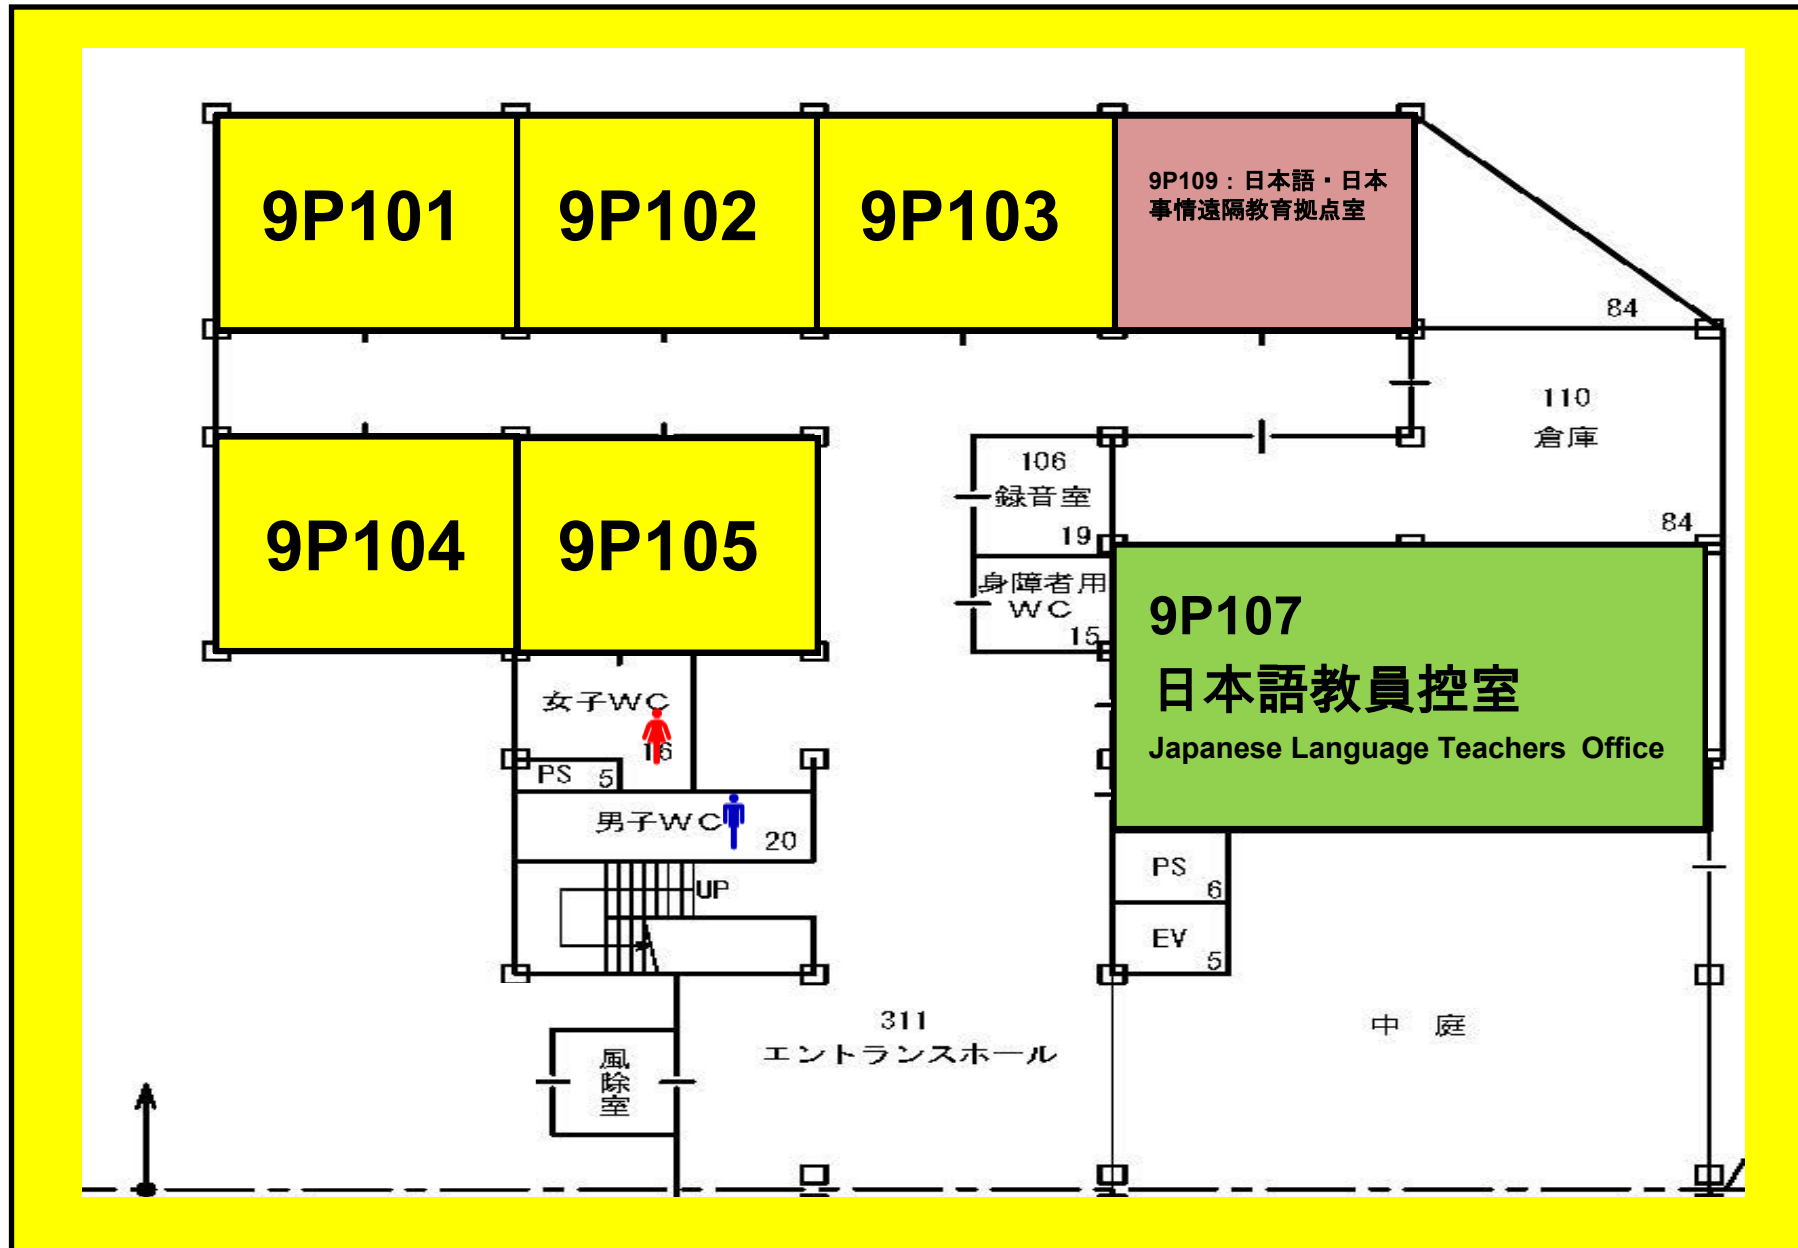 9P101
9P102
9P103
9P109：日本語・日本
事情遠隔教育拠点室
84
110
倉庫
84
9P104
9P105
106
録音室
19
身障者用
WC
15
9P107
日本語教員控室
Japanese Language Teachers Office
女子WC
16
PS 5
男子WC
20
UP
PS
6
EV
5
311
エントランスホール
中 庭
風
除
室